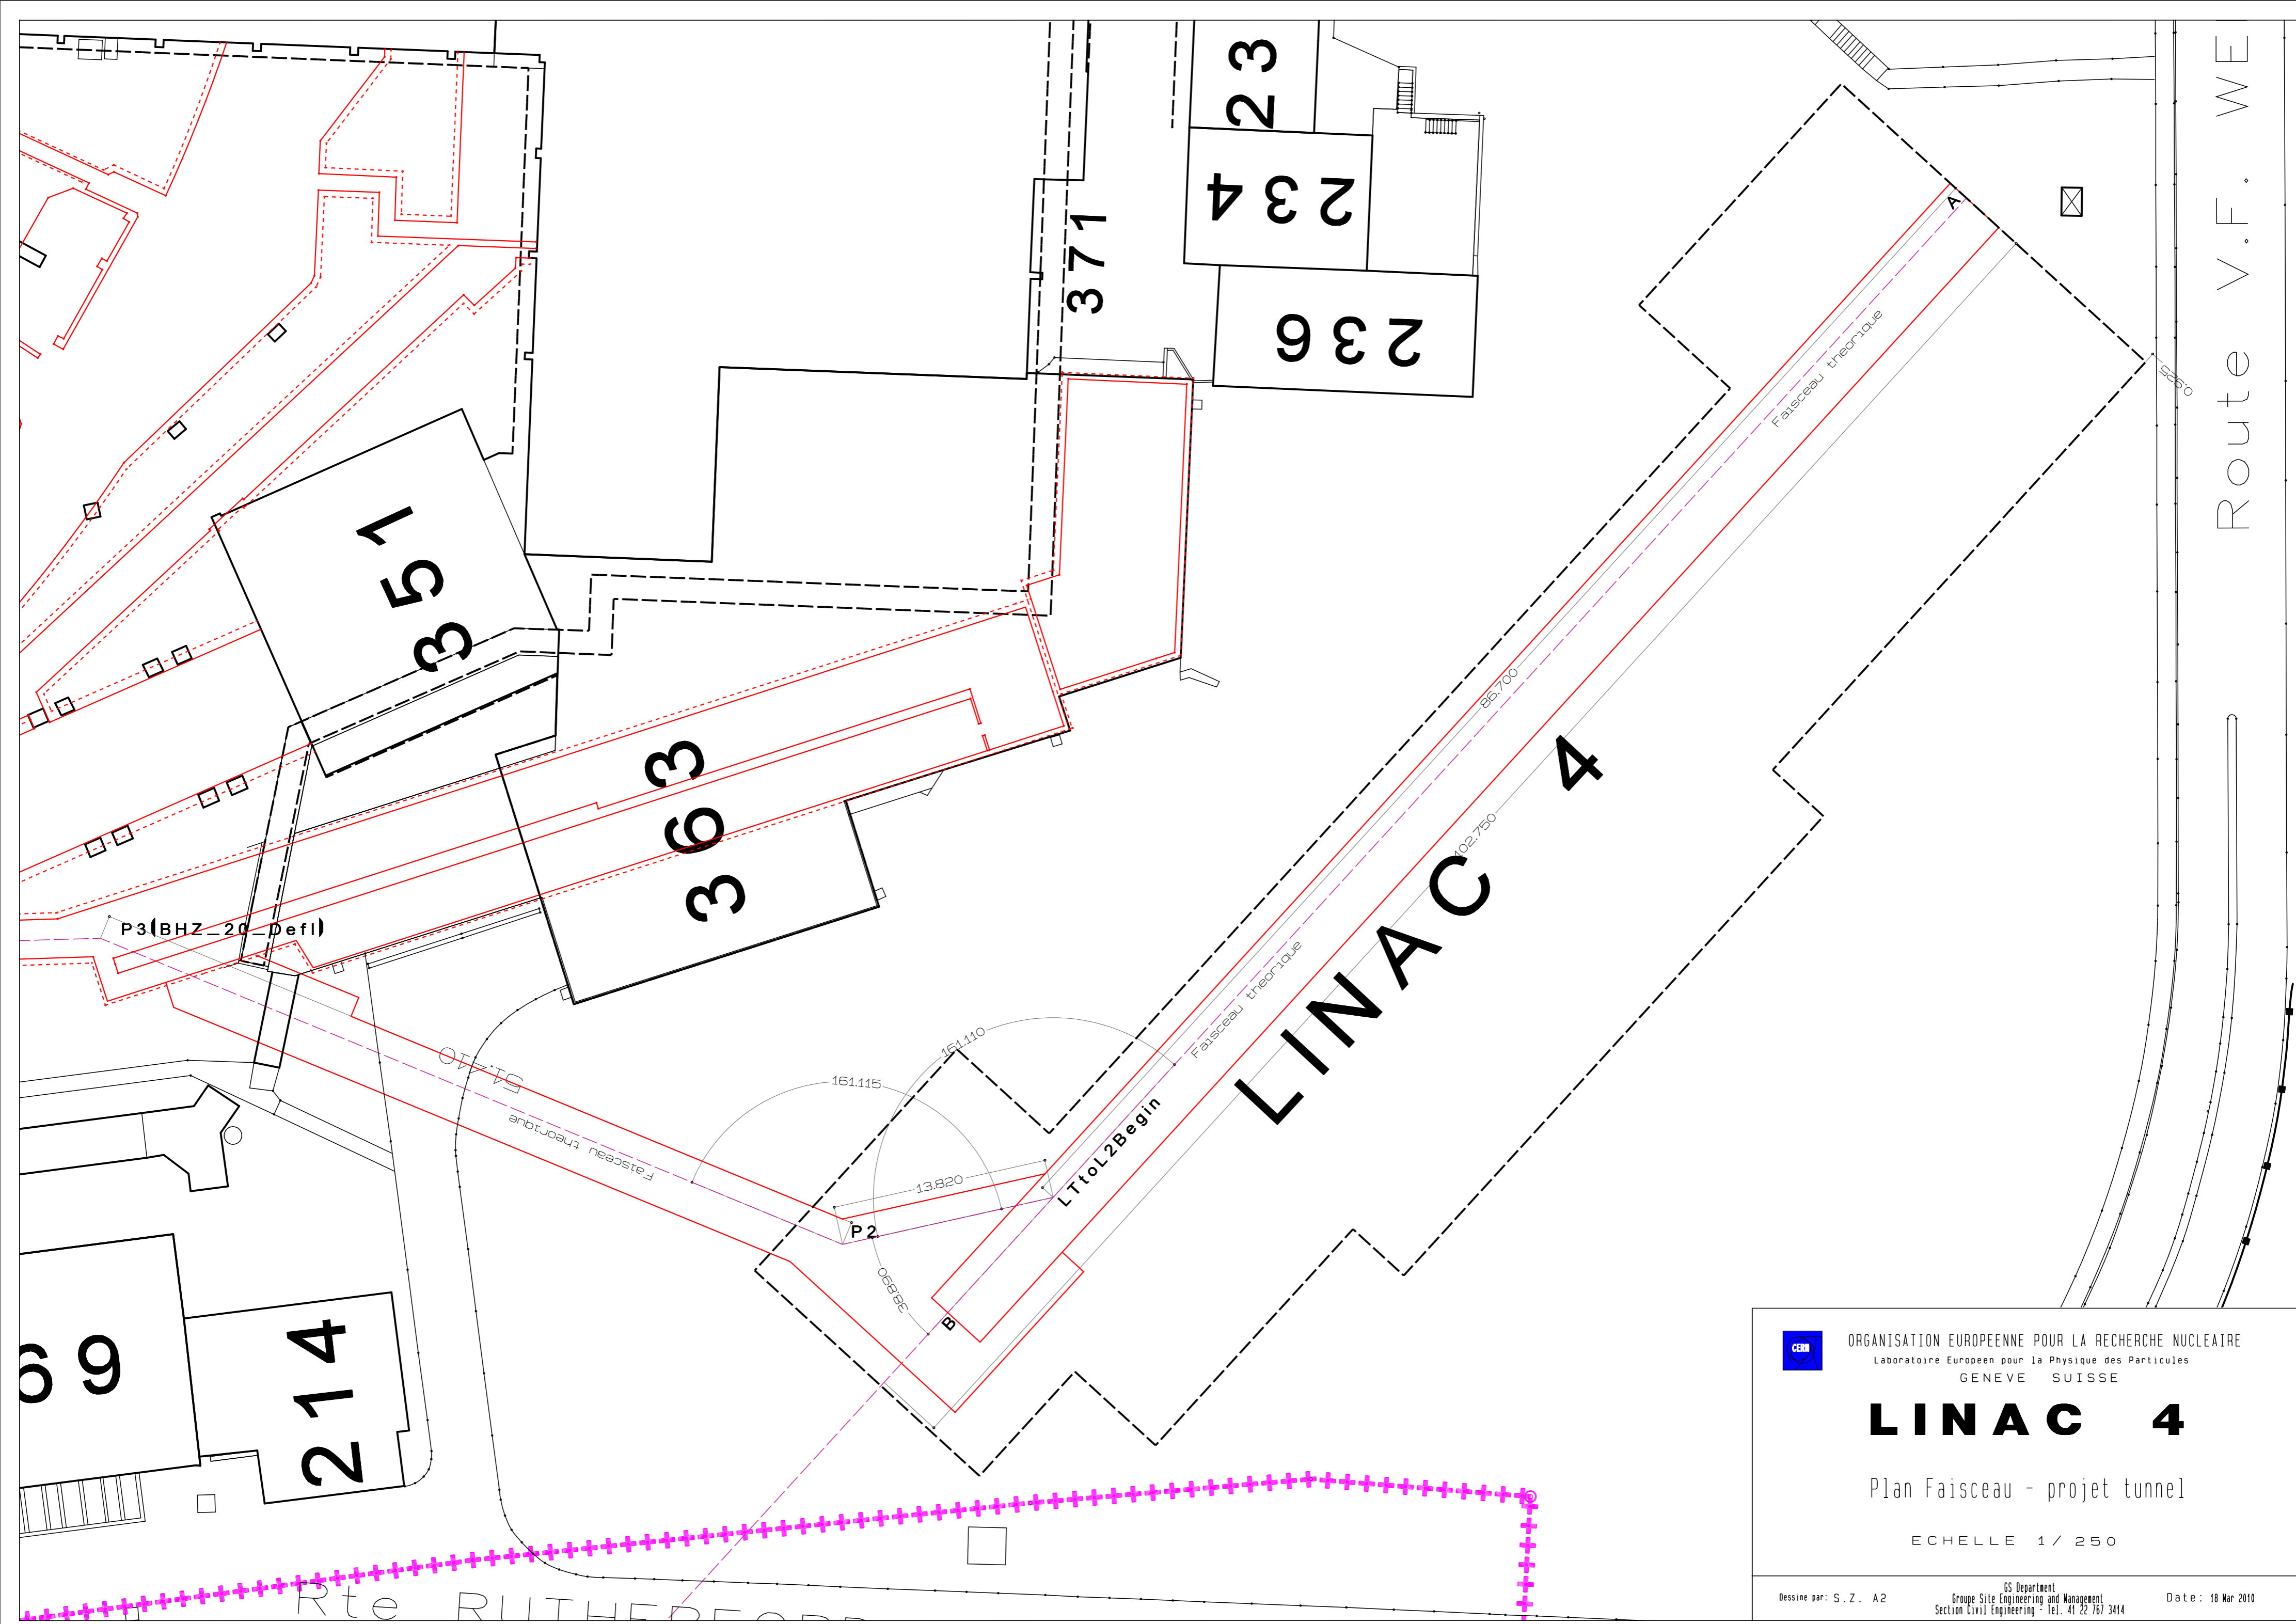 23
234
236
371
351
363
A
Faisceau theorique
0.925
Route V.F. WE
86.700
LINAC 4
102.750
Faisceau theorique
P3(BHZ_20_Defl)
51.410
Faisceau theorique
161.110
161.115
13.820
LTtoL2Begin
P2
38.890
B
69
214
Rte RUTHERFORD
CERN
ORGANISATION EUROPEENNE POUR LA RECHERCHE NUCLEAIRE
Laboratoire Europeen pour la Physique des Particules
GENEVE SUISSE
LINAC 4
Plan Faisceau - projet tunnel
ECHELLE 1/ 250
Dessine par: S.Z. A2
GS Department
Groupe Site Engineering and Management
Section Civil Engineering - Tel. 41 22 767 3414
Date: 18 Mar 2010